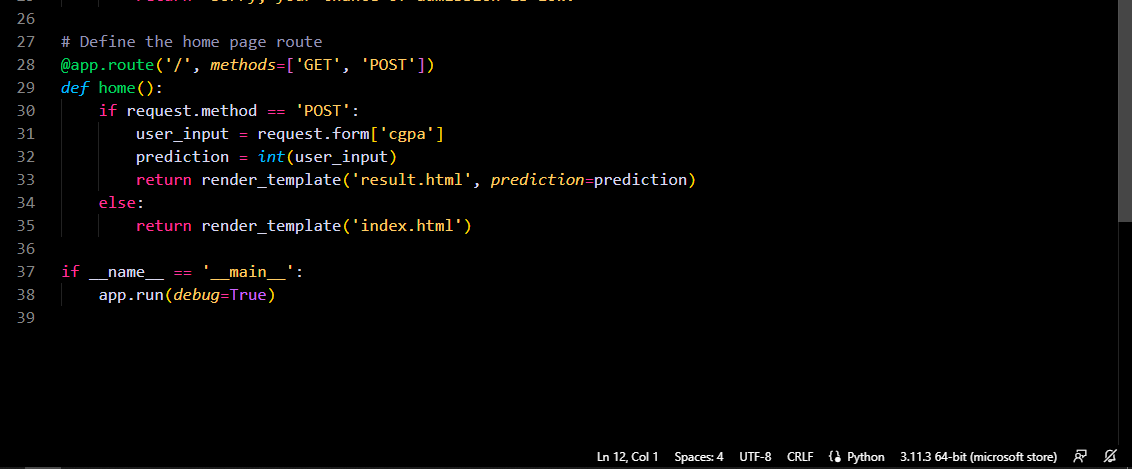 26
27 # Define the home page route
28 @app.route('/', methods=['GET', 'POST'])
29 def home():
30     if request.method == 'POST':
31         user_input = request.form['cgpa']
32         prediction = int(user_input)
33         return render_template('result.html', prediction=prediction)
34     else:
35         return render_template('index.html')
36
37 if __name__ == '__main__':
38     app.run(debug=True)
39
Ln 12, Col 1 Spaces: 4 UTF-8 CRLF Python 3.11.3 64-bit (microsoft store)